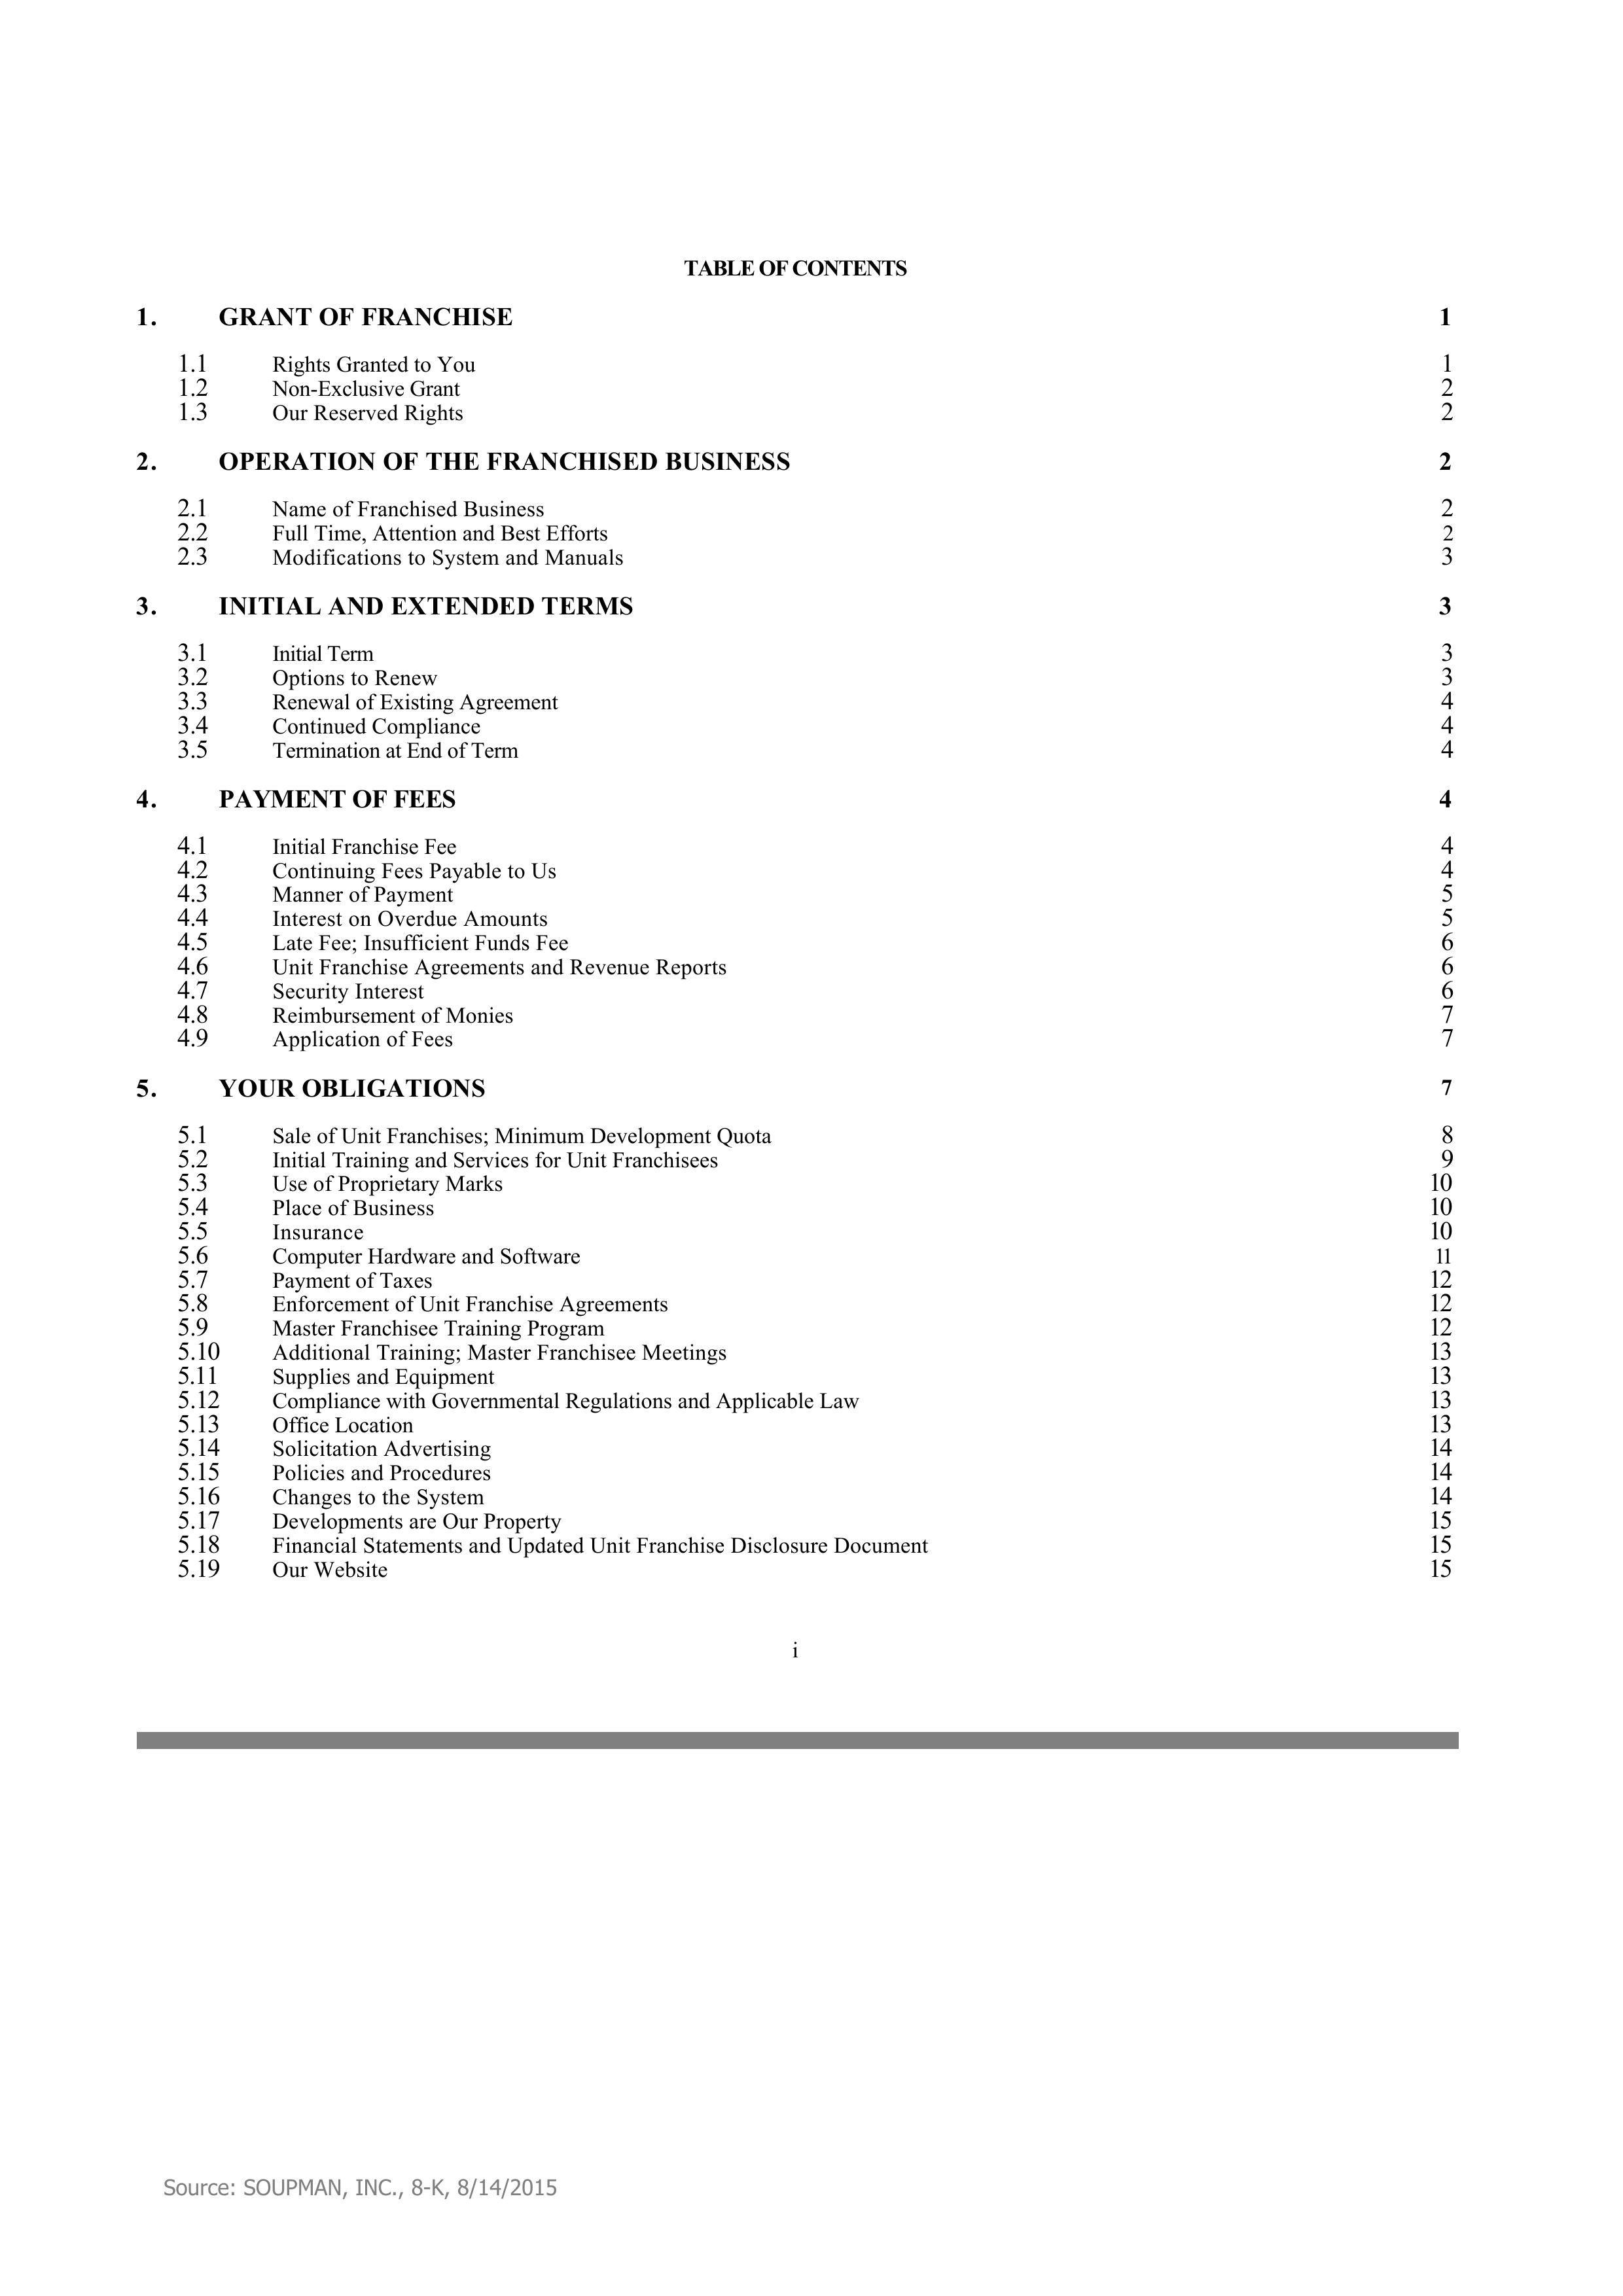 TABLE OF CONTENTS
1. GRANT OF FRANCHISE 1
1.1 Rights Granted to You 1
1.2 Non-Exclusive Grant 2
1.3 Our Reserved Rights 2
2. OPERATION OF THE FRANCHISED BUSINESS 2
2.1 Name of Franchised Business 2
2.2 Full Time, Attention and Best Efforts 2
2.3 Modifications to System and Manuals 3
3. INITIAL AND EXTENDED TERMS 3
3.1 Initial Term 3
3.2 Options to Renew 3
3.3 Renewal of Existing Agreement 4
3.4 Continued Compliance 4
3.5 Termination at End of Term 4
4. PAYMENT OF FEES 4
4.1 Initial Franchise Fee 4
4.2 Continuing Fees Payable to Us 4
4.3 Manner of Payment 5
4.4 Interest on Overdue Amounts 5
4.5 Late Fee; Insufficient Funds Fee 6
4.6 Unit Franchise Agreements and Revenue Reports 6
4.7 Security Interest 6
4.8 Reimbursement of Monies 7
4.9 Application of Fees 7
5. YOUR OBLIGATIONS 7
5.1 Sale of Unit Franchises; Minimum Development Quota 8
5.2 Initial Training and Services for Unit Franchisees 9
5.3 Use of Proprietary Marks 10
5.4 Place of Business 10
5.5 Insurance 10
5.6 Computer Hardware and Software 11
5.7 Payment of Taxes 12
5.8 Enforcement of Unit Franchise Agreements 12
5.9 Master Franchisee Training Program 12
5.10 Additional Training; Master Franchisee Meetings 13
5.11 Supplies and Equipment 13
5.12 Compliance with Governmental Regulations and Applicable Law 13
5.13 Office Location 13
5.14 Solicitation Advertising 14
5.15 Policies and Procedures 14
5.16 Changes to the System 14
5.17 Developments are Our Property 15
5.18 Financial Statements and Updated Unit Franchise Disclosure Document 15
5.19 Our Website 15
i
Source: SOUPMAN, INC., 8-K, 8/14/2015